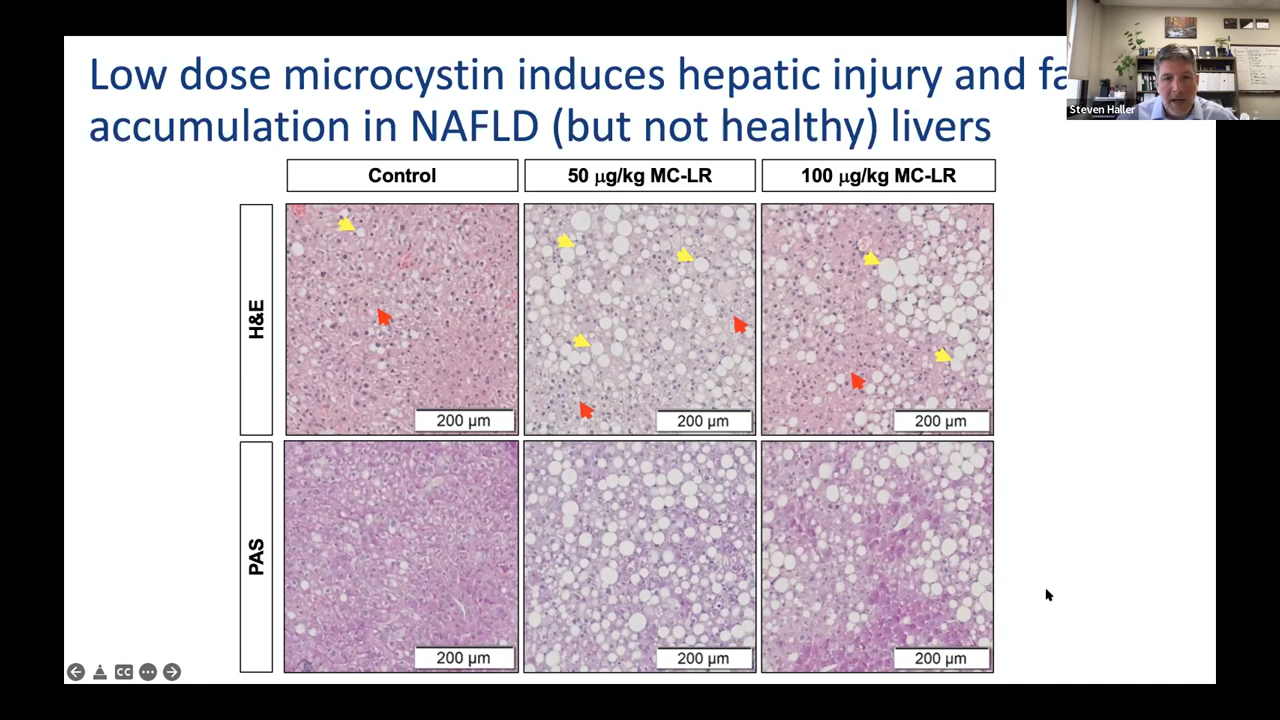 Low dose microcystin induces hepatic injury and fa
accumulation in NAFLD (but not healthy) livers
Steven Haller
Control
50 µg/kg MC-LR
100 µg/kg MC-LR
H&E
200 µm
200 µm
200 µm
PAS
200 µm
200 µm
200 µm
CC